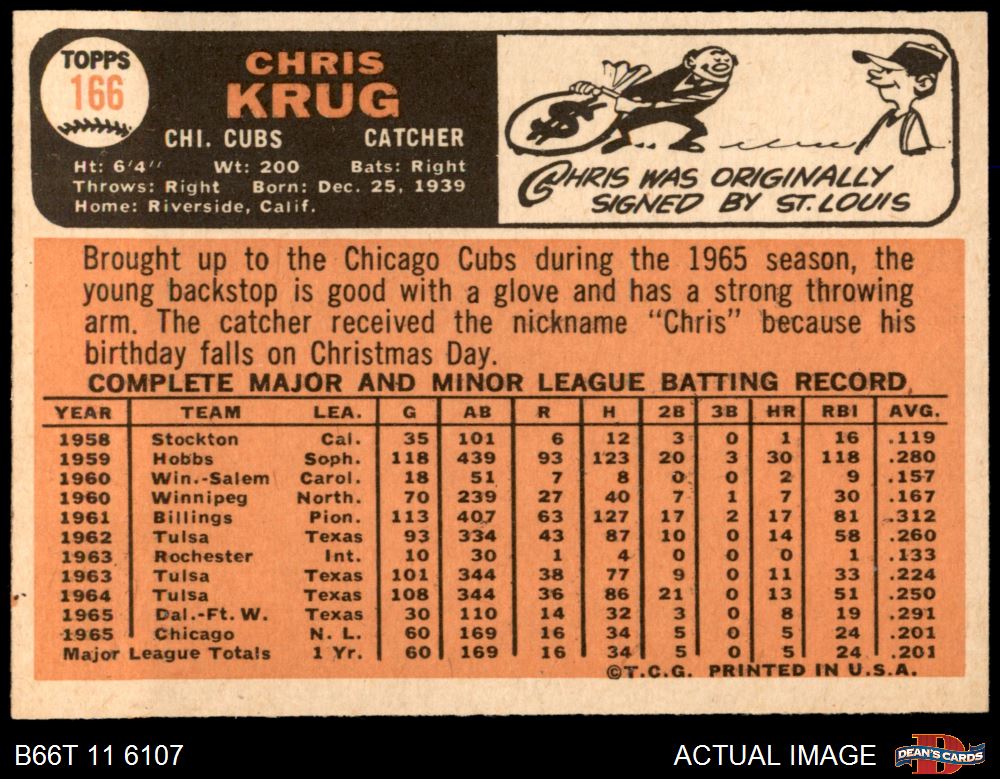 TOPPS
166
CHRIS
KRUG
CHI. CUBS CATCHER
Ht: 6'4" Wt: 200 Bats: Right
Throws: Right Born: Dec. 25, 1939
Home: Riverside, Calif.
$
CHRIS WAS ORIGINALLY
SIGNED BY ST. LOUIS
Brought up to the Chicago Cubs during the 1965 season, the
young backstop is good with a glove and has a strong throwing
arm. The catcher received the nickname "Chris" because his
birthday falls on Christmas Day.
COMPLETE MAJOR AND MINOR LEAGUE BATTING RECORD
YEAR TEAM LEA. G AB R H 2B 3B HR RBI AVG.
1958 Stockton Cal. 35 101 6 12 3 0 1 16 .119
1959 Hobbs Soph. 118 439 93 123 20 3 30 118 .280
1960 Win.-Salem Carol. 18 51 7 8 0 0 2 9 .157
1960 Winnipeg North. 70 239 27 40 7 1 7 30 .167
1961 Billings Pion. 113 407 63 127 17 2 17 81 .312
1962 Tulsa Texas 93 334 43 87 10 0 14 58 .260
1963 Rochester Int. 10 30 1 4 0 0 0 1 .133
1963 Tulsa Texas 101 344 38 77 9 0 11 33 .224
1964 Tulsa Texas 108 344 36 86 21 0 13 51 .250
1965 Dal.-Ft. W. Texas 30 110 14 32 3 0 8 19 .291
1965 Chicago N. L. 60 169 16 34 5 0 5 24 .201
Major League Totals 1 Yr. 60 169 16 34 5 0 5 24 .201
©T.C.G. PRINTED IN U.S.A.
B66T 11 6107 ACTUAL IMAGE DEAN'S CARDS